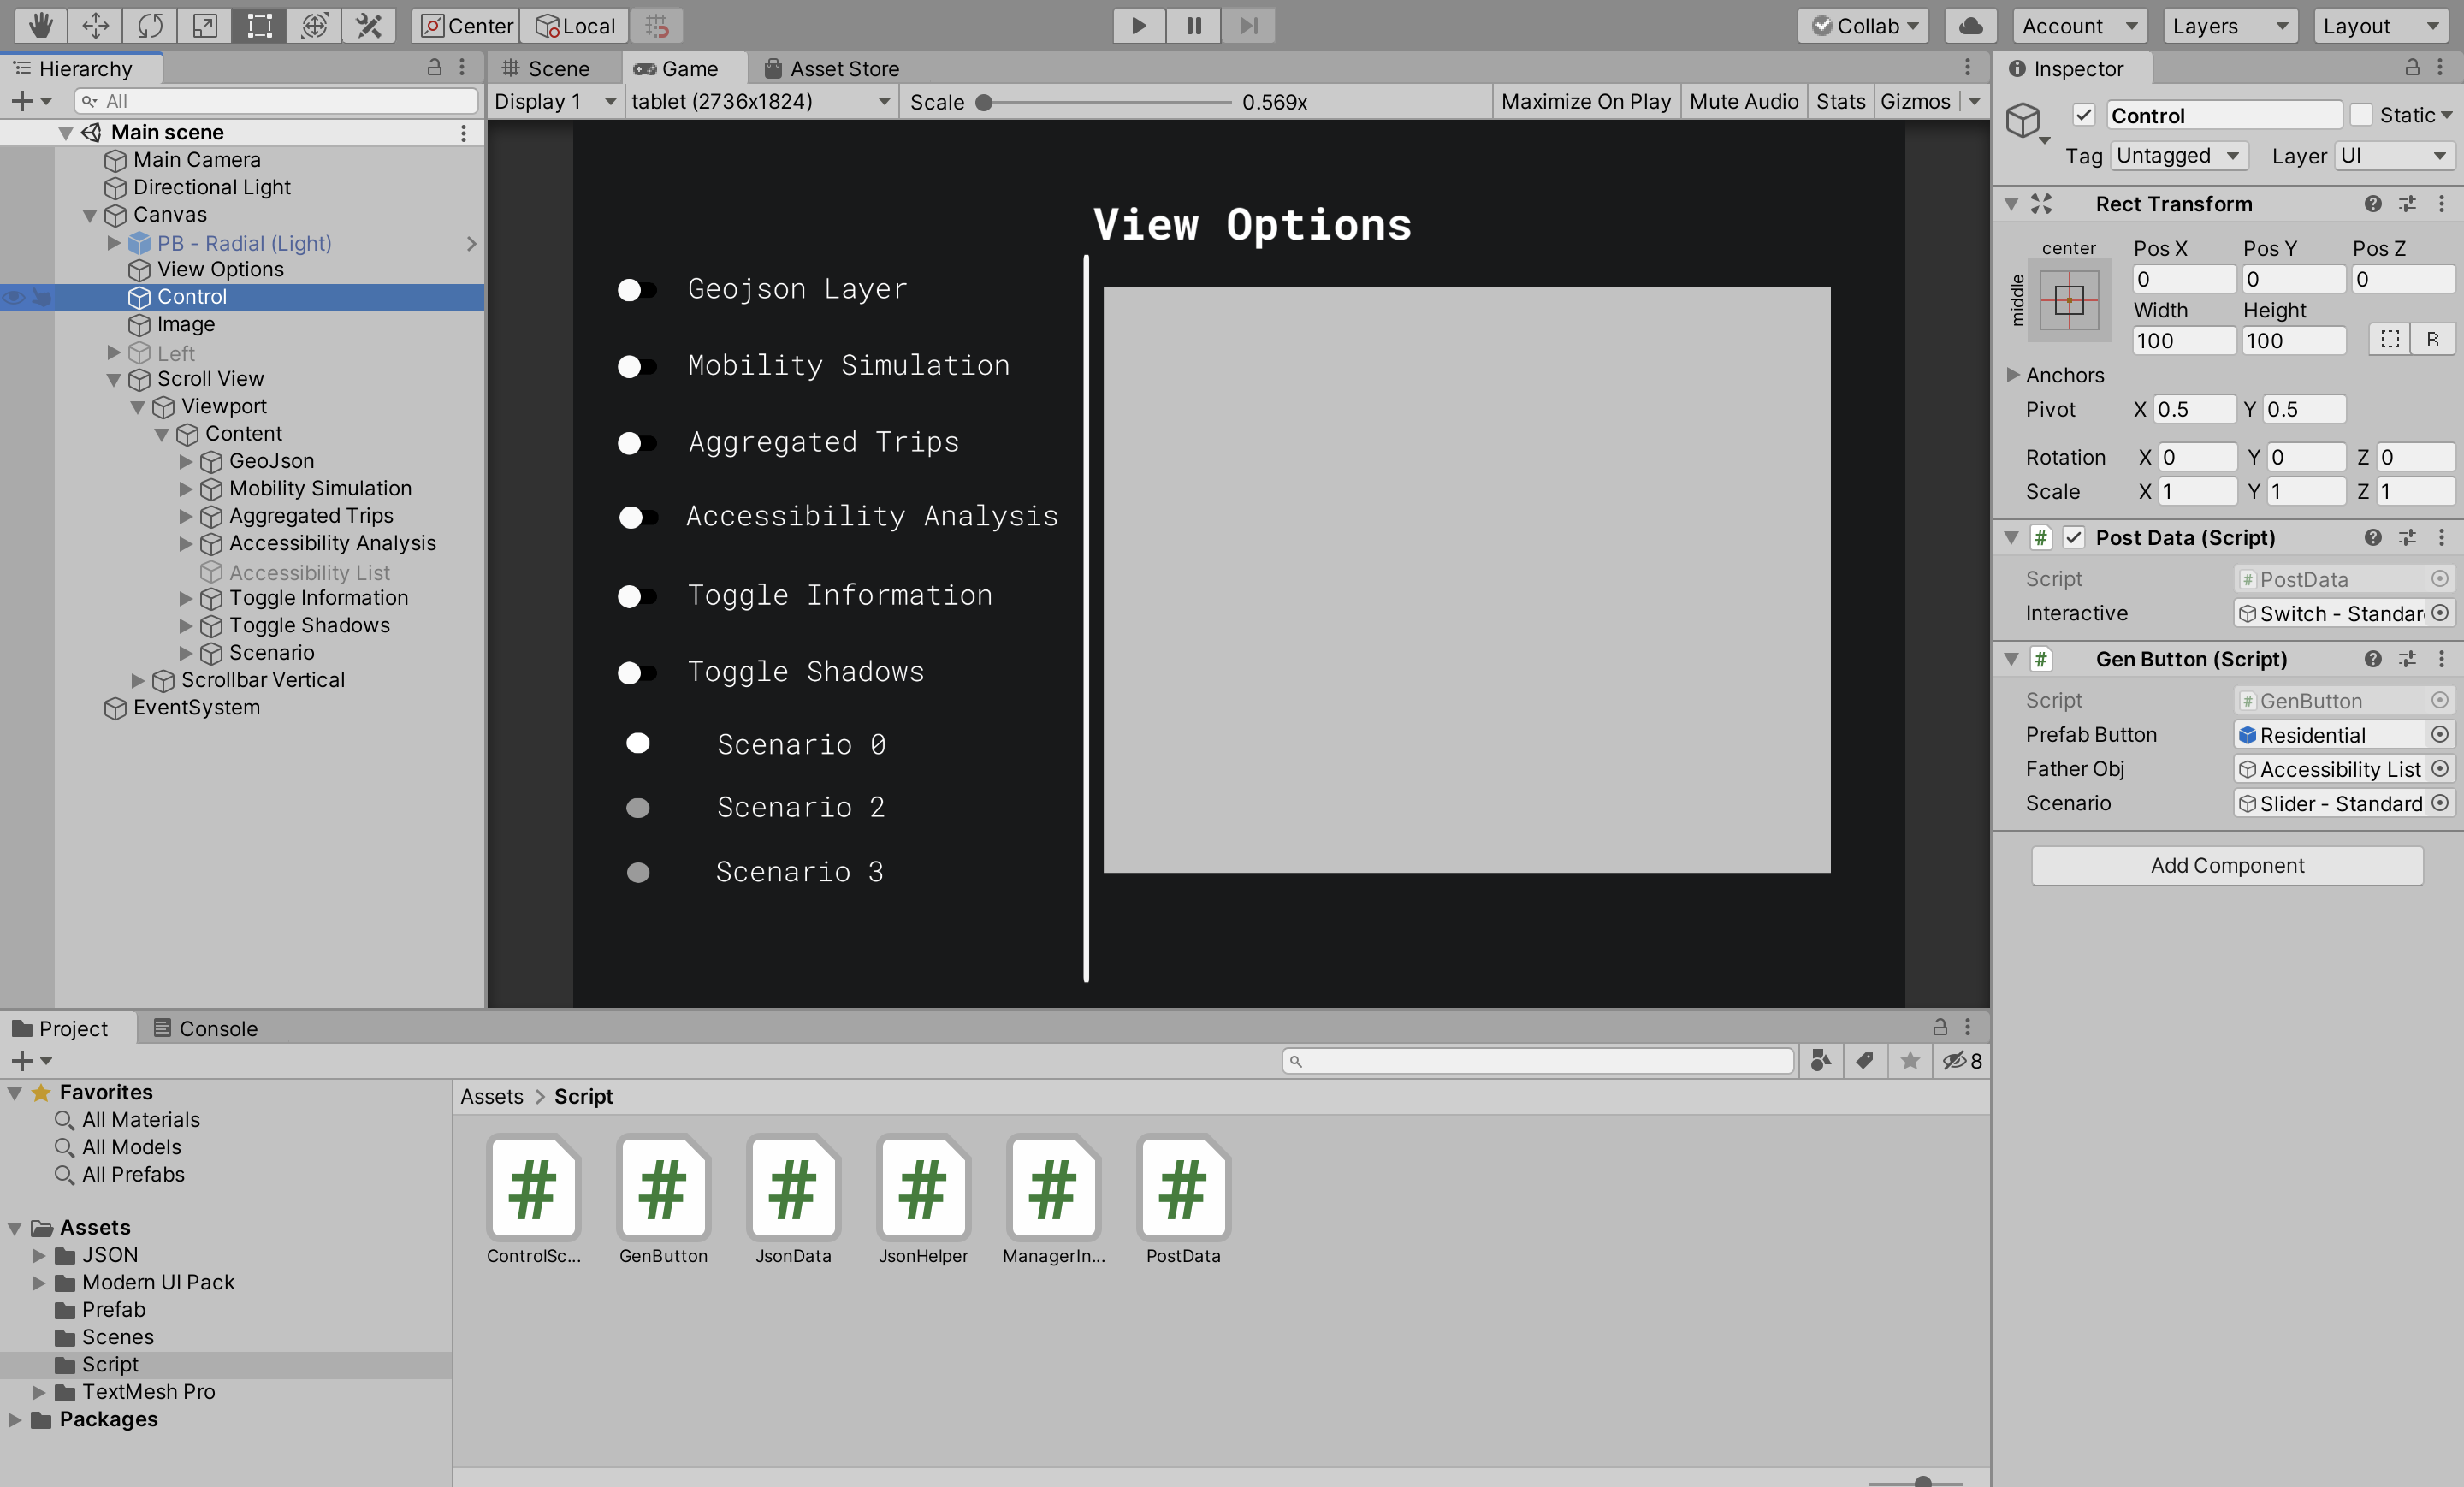 Center Local Collab Account Layers Layout
Hierarchy
All
Main scene
Main Camera
Directional Light
Canvas
PB - Radial (Light)
View Options
Control
Image
Left
Scroll View
Viewport
Content
GeoJson
Mobility Simulation
Aggregated Trips
Accessibility Analysis
Accessibility List
Toggle Information
Toggle Shadows
Scenario
Scrollbar Vertical
EventSystem
Scene Game Asset Store
Display 1 tablet (2736x1824) Scale 0.569x Maximize On Play Mute Audio Stats Gizmos
View Options
Geojson Layer
Mobility Simulation
Aggregated Trips
Accessibility Analysis
Toggle Information
Toggle Shadows
Scenario 0
Scenario 2
Scenario 3
Inspector
Control Static
Tag Untagged Layer UI
Rect Transform
center Pos X Pos Y Pos Z
middle
0 0 0
Width Height
100 100 R
Anchors
Pivot X 0.5 Y 0.5
Rotation X 0 Y 0 Z 0
Scale X 1 Y 1 Z 1
# Post Data (Script)
Script # PostData
Interactive Switch - Standar
# Gen Button (Script)
Script # GenButton
Prefab Button Residential
Father Obj Accessibility List
Scenario Slider - Standard
Add Component
Project Console
8
Favorites
All Materials
All Models
All Prefabs
Assets
JSON
Modern UI Pack
Prefab
Scenes
Script
TextMesh Pro
Packages
Assets > Script
# # # # # #
ControlSc... GenButton JsonData JsonHelper ManagerIn... PostData